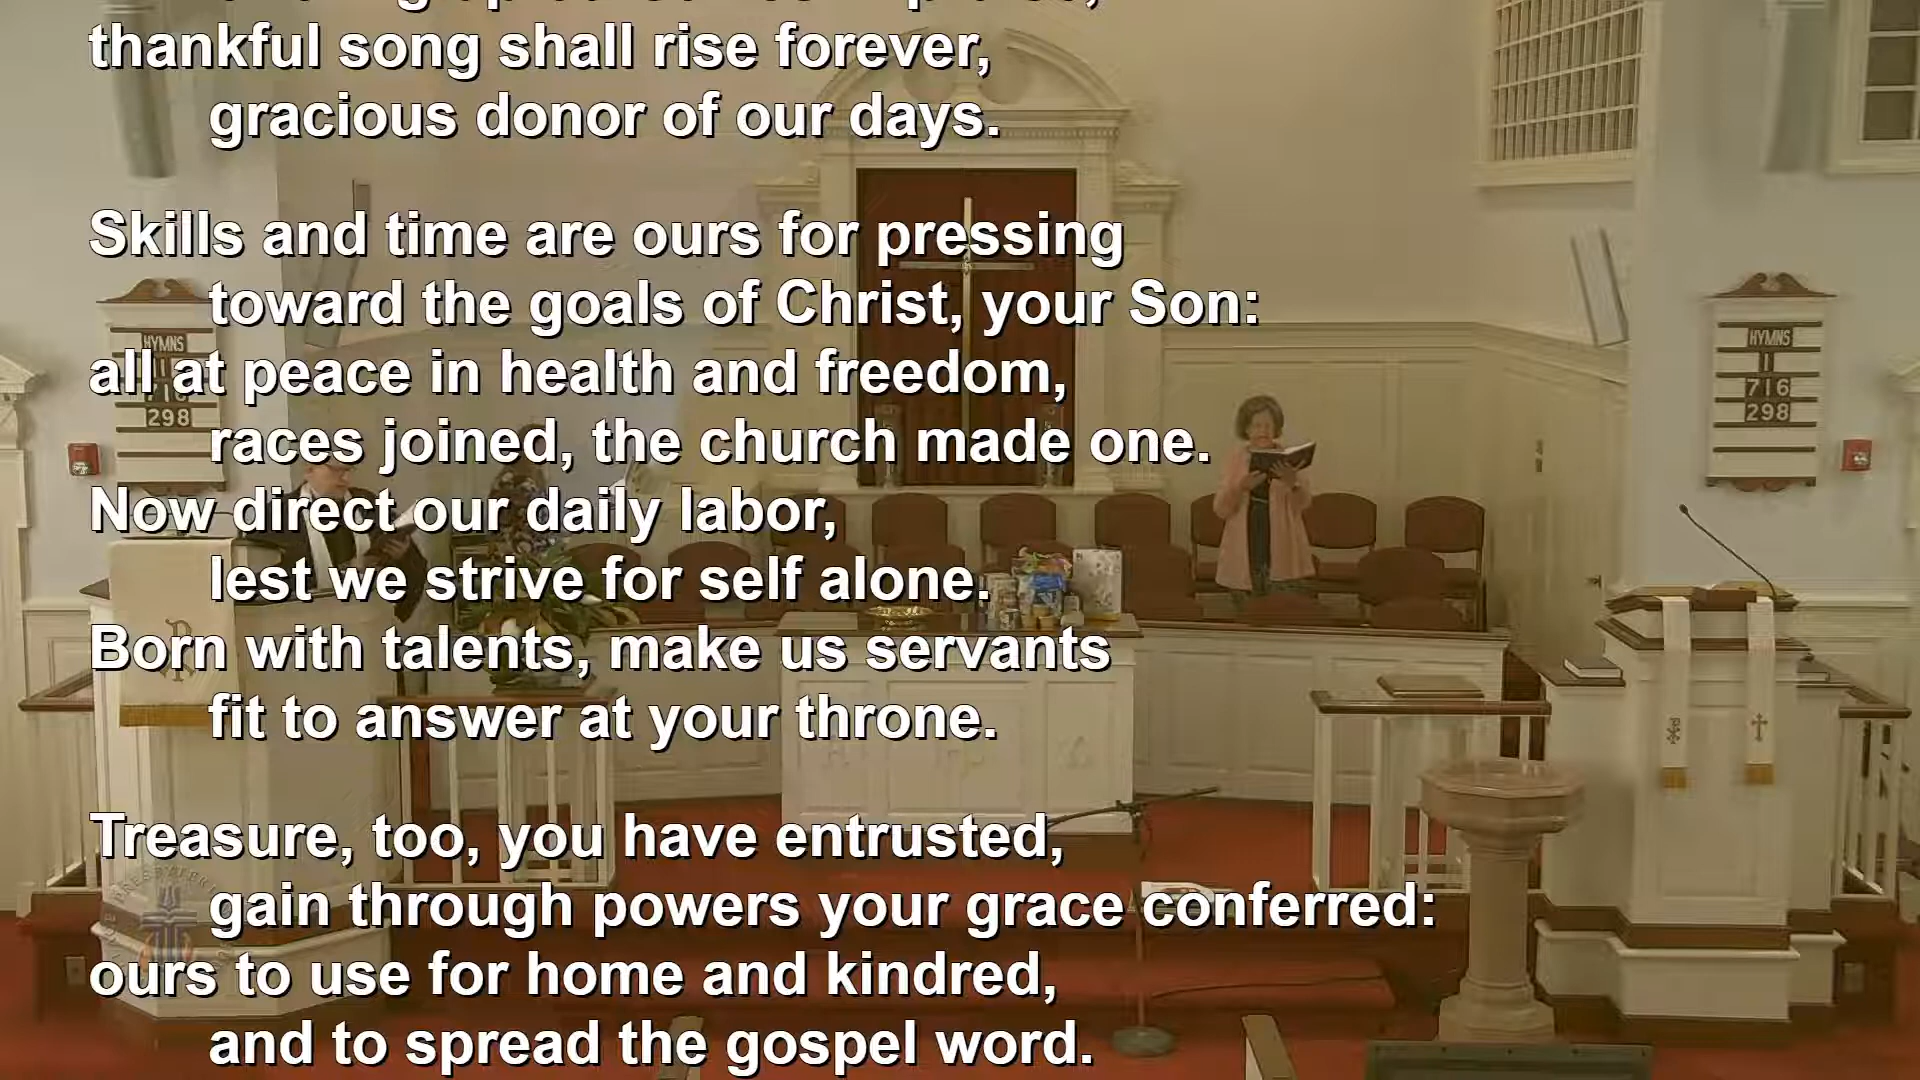 thankful song shall rise forever,
gracious donor of our days.
Skills and time are ours for pressing
toward the goals of Christ, your Son:
all at peace in health and freedom,
races joined, the church made one.
Now direct our daily labor,
lest we strive for self alone.
Born with talents, make us servants
fit to answer at your throne.
Treasure, too, you have entrusted,
gain through powers your grace conferred:
ours to use for home and kindred,
and to spread the gospel word.
HYMNS
1
716
298
HYMNS
1
716
298